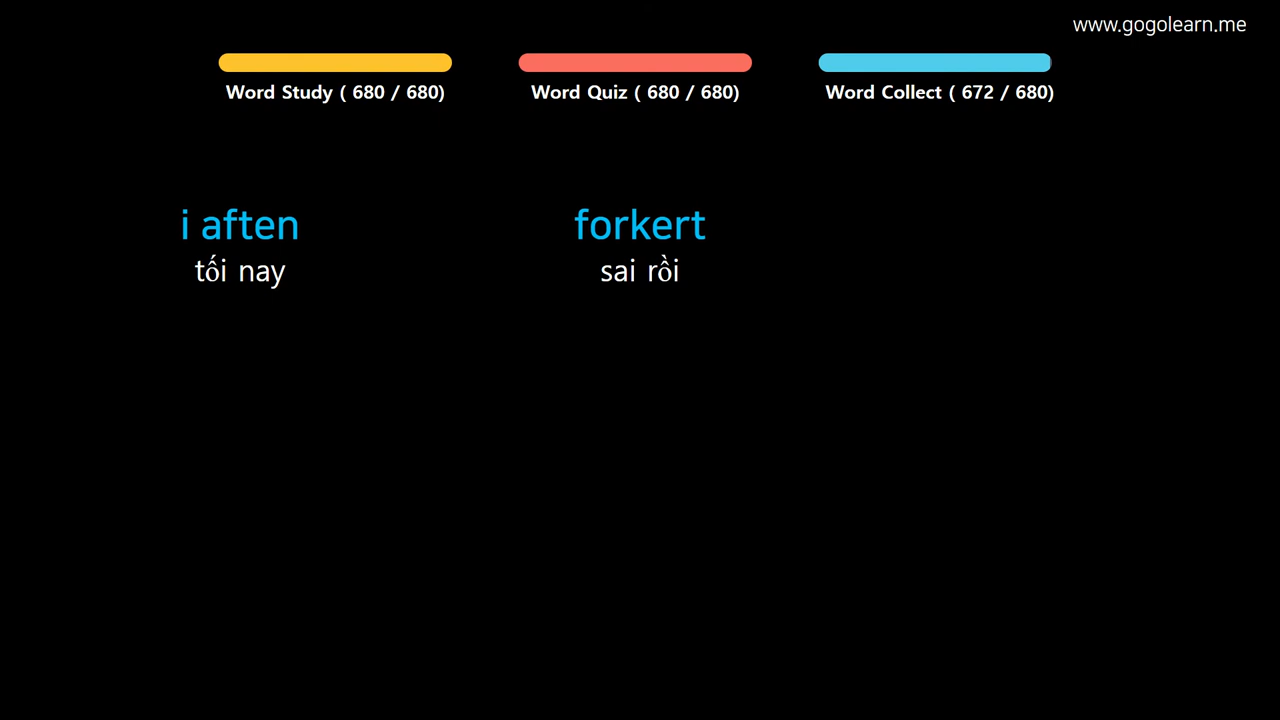 www.gogolearn.me
Word Study ( 680 / 680)
Word Quiz ( 680 / 680)
Word Collect ( 672 / 680)
i aften
tối nay
forkert
sai rồi